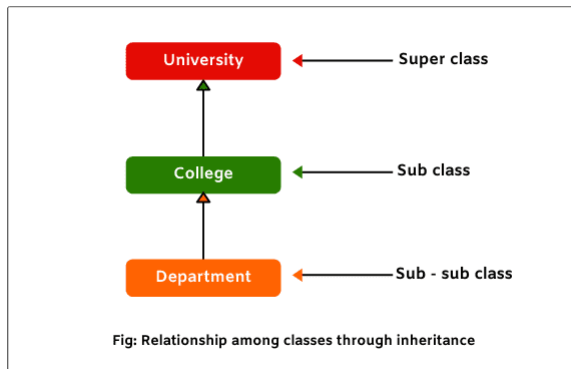 University
Super class
College
Sub class
Department
Sub - sub class
Fig: Relationship among classes through inheritance